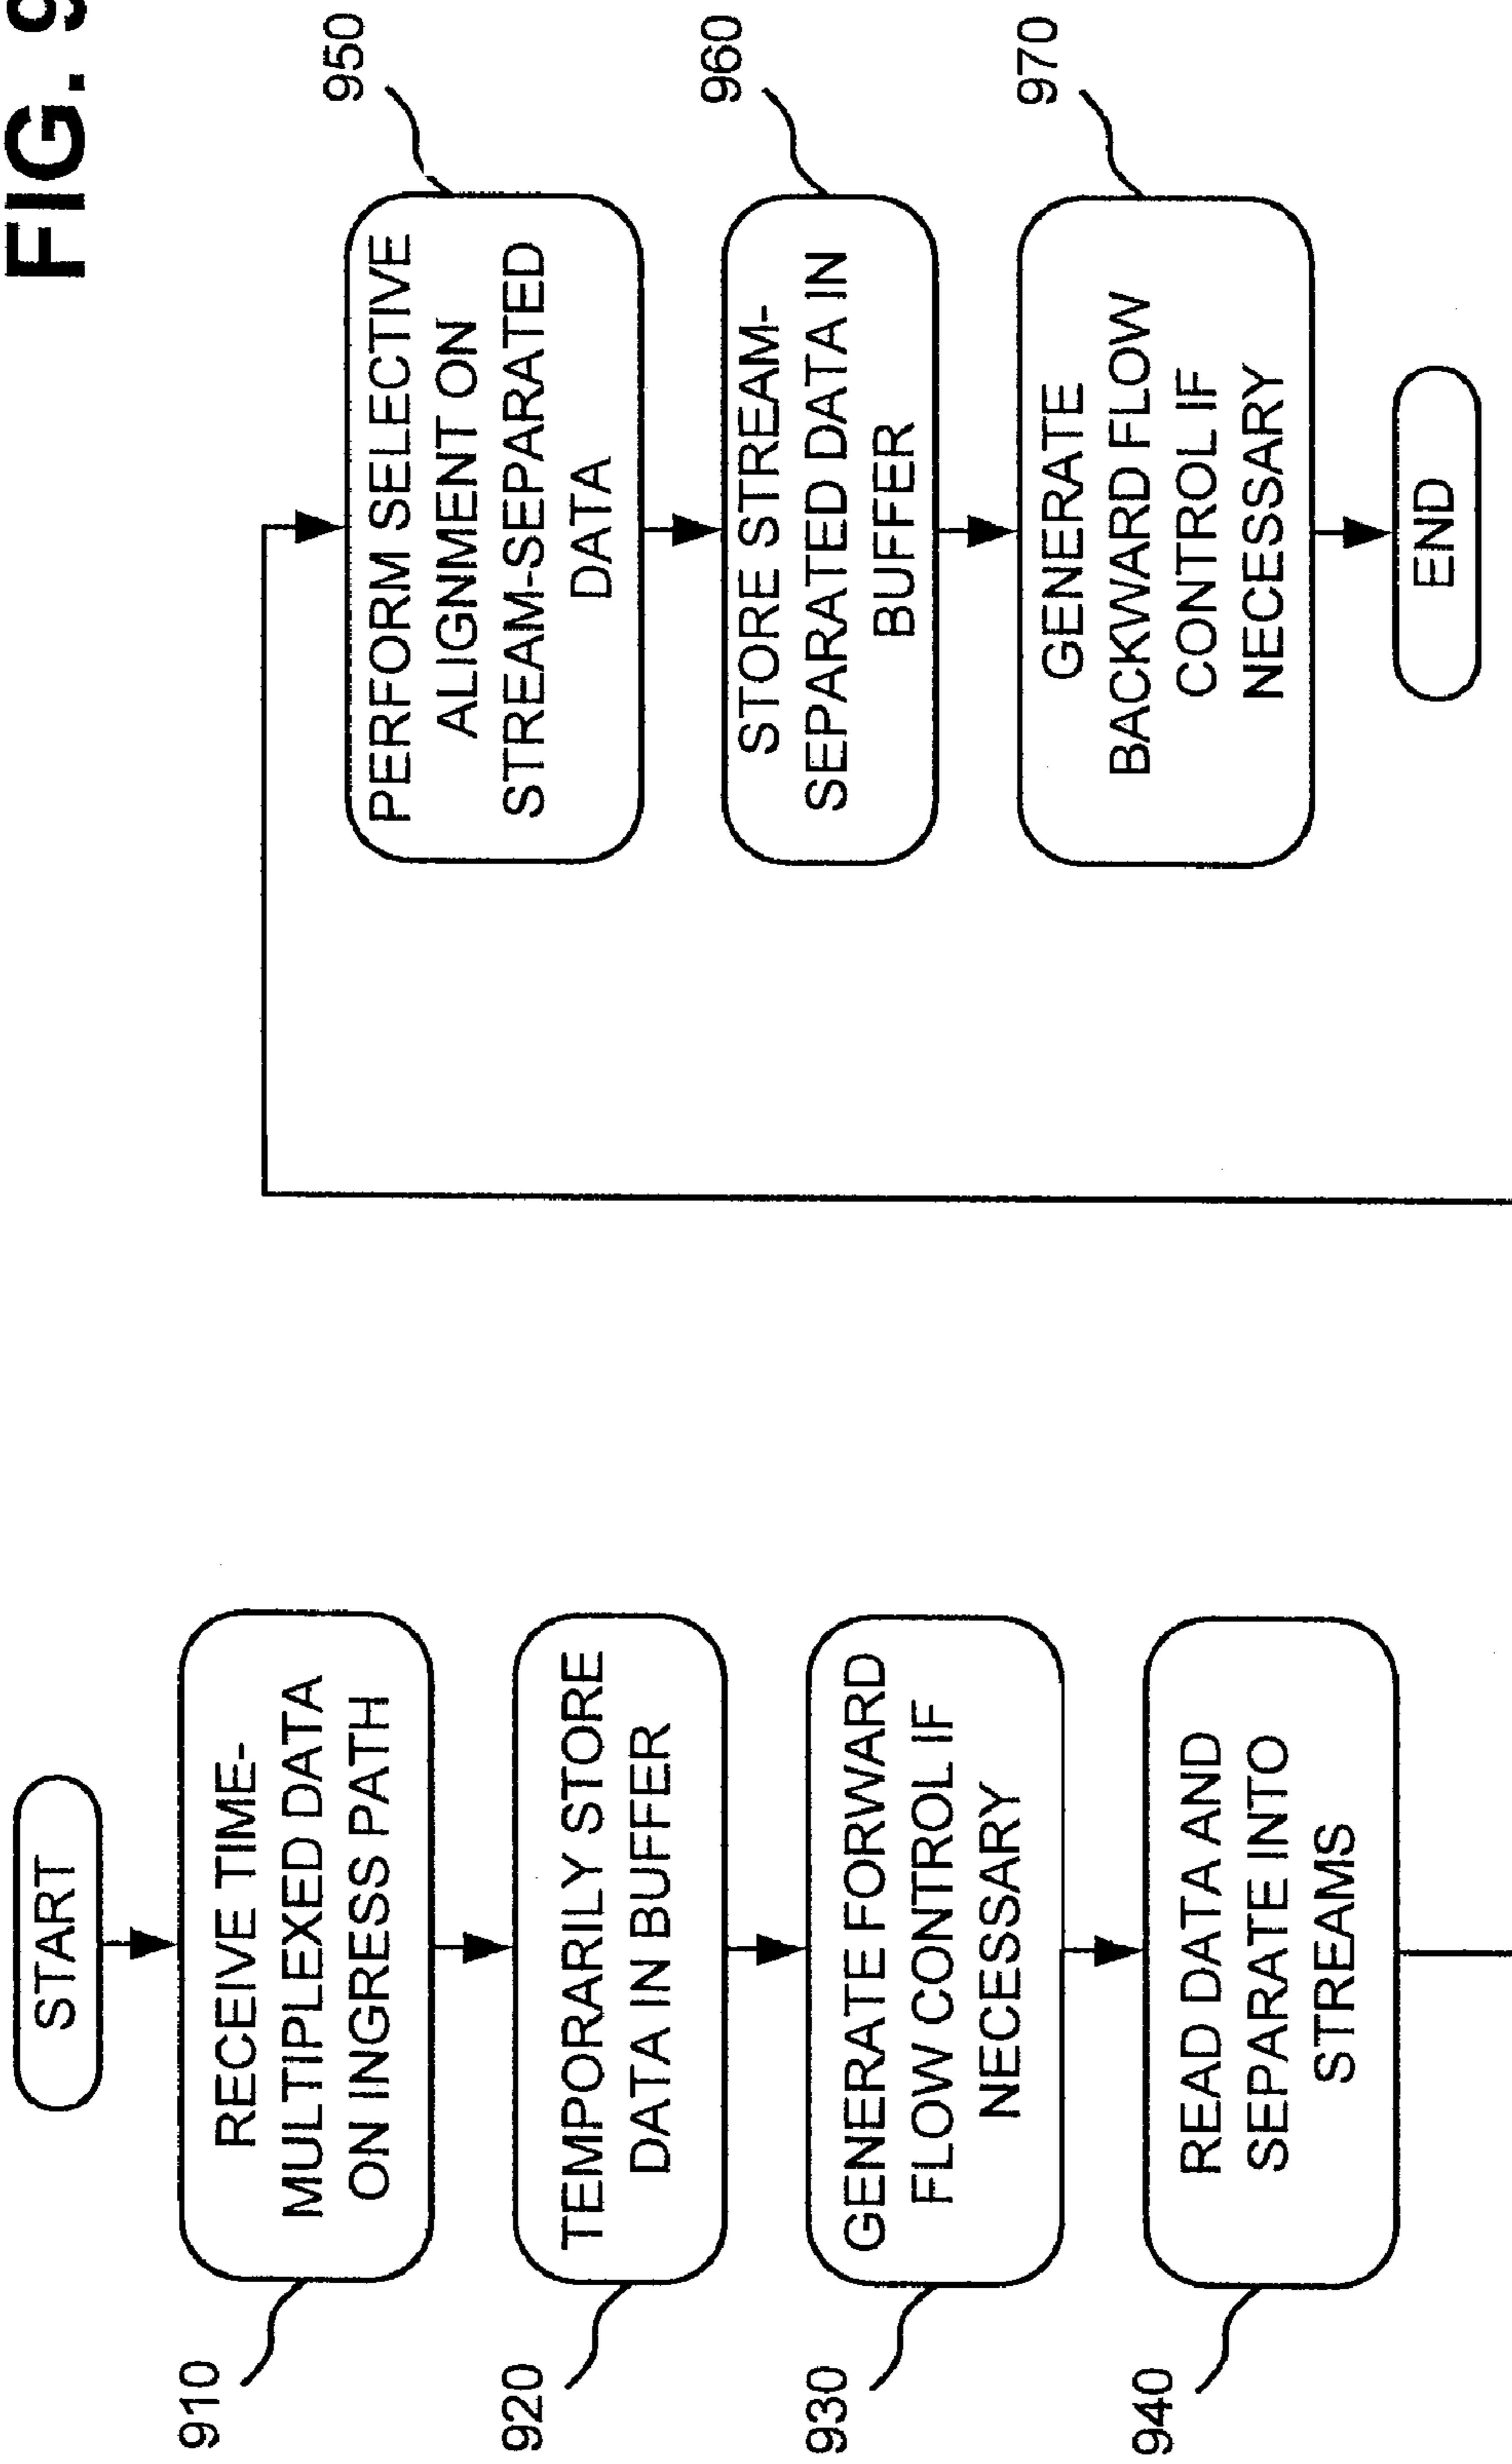 FIG. 9
START
RECEIVE TIME-
MULTIPLEXED DATA
ON INGRESS PATH
910
TEMPORARILY STORE
DATA IN BUFFER
920
GENERATE FORWARD
FLOW CONTROL IF
NECESSARY
930
READ DATA AND
SEPARATE INTO
STREAMS
940
PERFORM SELECTIVE
ALIGNMENT ON
STREAM-SEPARATED
DATA
950
STORE STREAM-
SEPARATED DATA IN
BUFFER
960
GENERATE
BACKWARD FLOW
CONTROL IF
NECESSARY
970
END